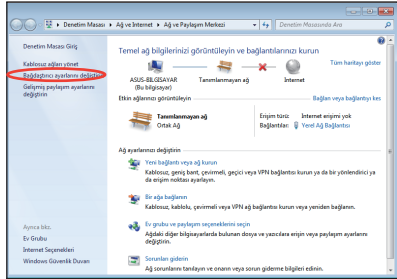 Denetim Masası ▸ Ağ ve Internet ▸ Ağ ve Paylaşım Merkezi
Denetim Masasında Ara
Denetim Masası Giriş
Kablosuz ağları yönet
Bağdaştırıcı ayarlarını değiştir
Gelişmiş paylaşım ayarlarını
değiştirin
Temel ağ bilgilerinizi görüntüleyin ve bağlantılarınızı kurun
Tüm haritayı göster
ASUS-BILGISAYAR
(Bu bilgisayar)
Tanımlanmayan ağ
Internet
Etkin ağlarınızı görüntüleyin
Bağlan veya bağlantıyı kes
Tanımlanmayan ağ
Ortak Ağ
Erişim türü: Internet erişimi yok
Bağlantılar: Yerel Ağ Bağlantısı
Ağ ayarlarınızı değiştirin
Yeni bağlantı veya ağ kurun
Kablosuz, geniş bant, çevirmeli, geçici veya VPN bağlantısı kurun ya da bir yönlendirici ya
da erişim noktası ayarlayın.
Bir ağa bağlanın
Kablosuz, kablolu, çevirmeli veya VPN ağ bağlantısı kurun veya yeniden bağlanın.
Ev grubu ve paylaşım seçeneklerini seçin
Ağdaki diğer bilgisayarlarda bulunan dosya ve yazıcılara erişin veya paylaşım ayarlarını
değiştirin.
Sorunları giderin
Ağ sorunlarını tanılayın ve onarın veya sorun giderme bilgileri edinin.
Ayrıca bkz.
Ev Grubu
Internet Seçenekleri
Windows Güvenlik Duvarı